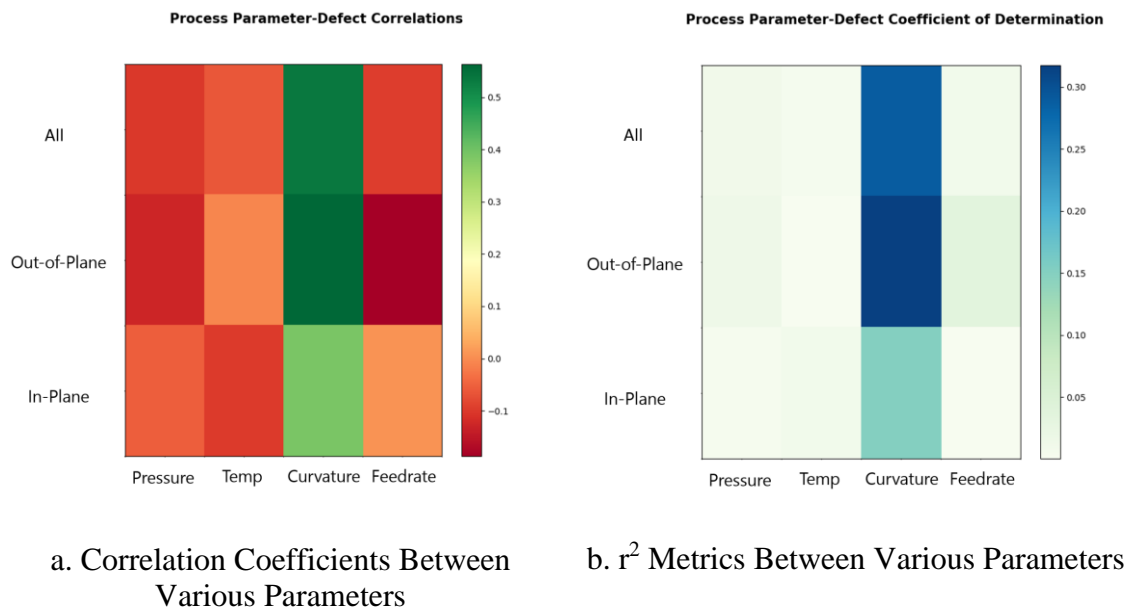 Process Parameter-Defect Correlations
All
Out-of-Plane
In-Plane
Pressure Temp Curvature Feedrate
0.5
0.4
0.3
0.2
0.1
0.0
−0.1
a. Correlation Coefficients Between
Various Parameters
Process Parameter-Defect Coefficient of Determination
All
Out-of-Plane
In-Plane
Pressure Temp Curvature Feedrate
0.30
0.25
0.20
0.15
0.10
0.05
b. r² Metrics Between Various Parameters